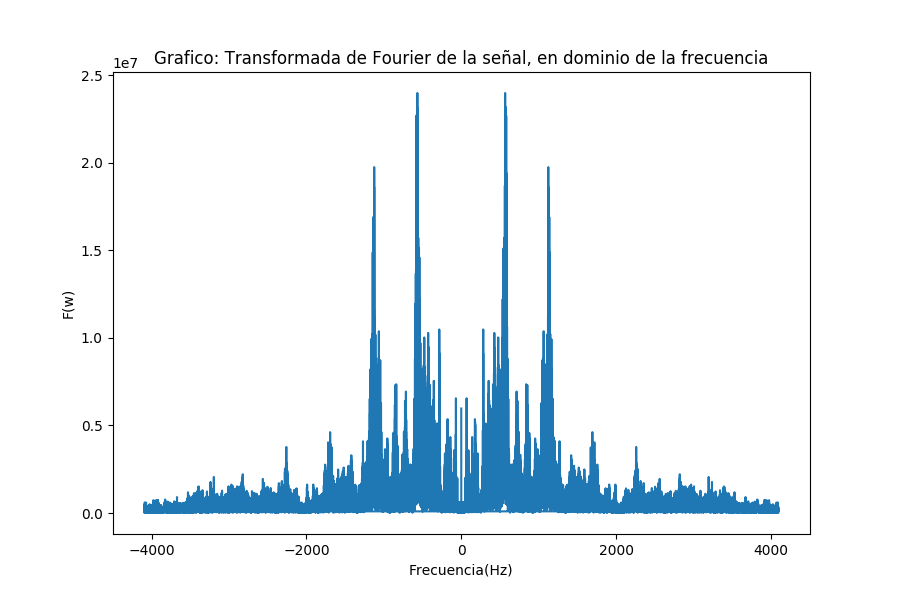 Grafico: Transformada de Fourier de la señal, en dominio de la frecuencia
1e7
2.5
2.0
1.5
1.0
0.5
0.0
F(w)
−4000 −2000 0 2000 4000
Frecuencia(Hz)